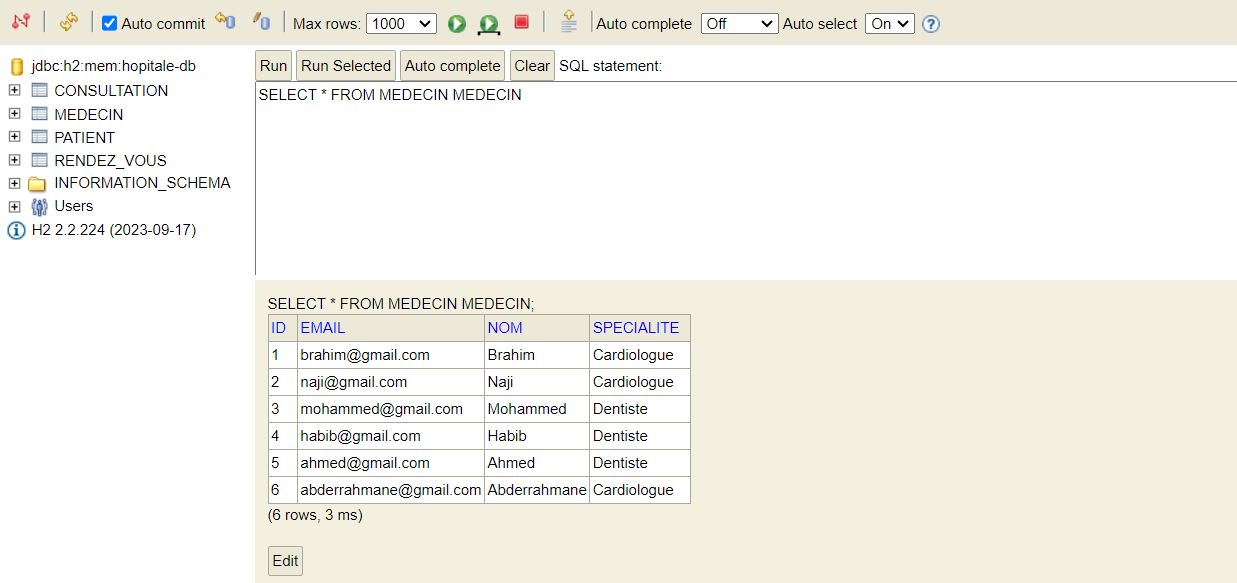 Auto commit Max rows: 1000 Auto complete Off Auto select On ?
jdbc:h2:mem:hopitale-db
CONSULTATION
MEDECIN
PATIENT
RENDEZ_VOUS
INFORMATION_SCHEMA
Users
H2 2.2.224 (2023-09-17)
Run Run Selected Auto complete Clear SQL statement:
SELECT * FROM MEDECIN MEDECIN
SELECT * FROM MEDECIN MEDECIN;
ID EMAIL NOM SPECIALITE
1 brahim@gmail.com Brahim Cardiologue
2 naji@gmail.com Naji Cardiologue
3 mohammed@gmail.com Mohammed Dentiste
4 habib@gmail.com Habib Dentiste
5 ahmed@gmail.com Ahmed Dentiste
6 abderrahmane@gmail.com Abderrahmane Cardiologue
(6 rows, 3 ms)
Edit